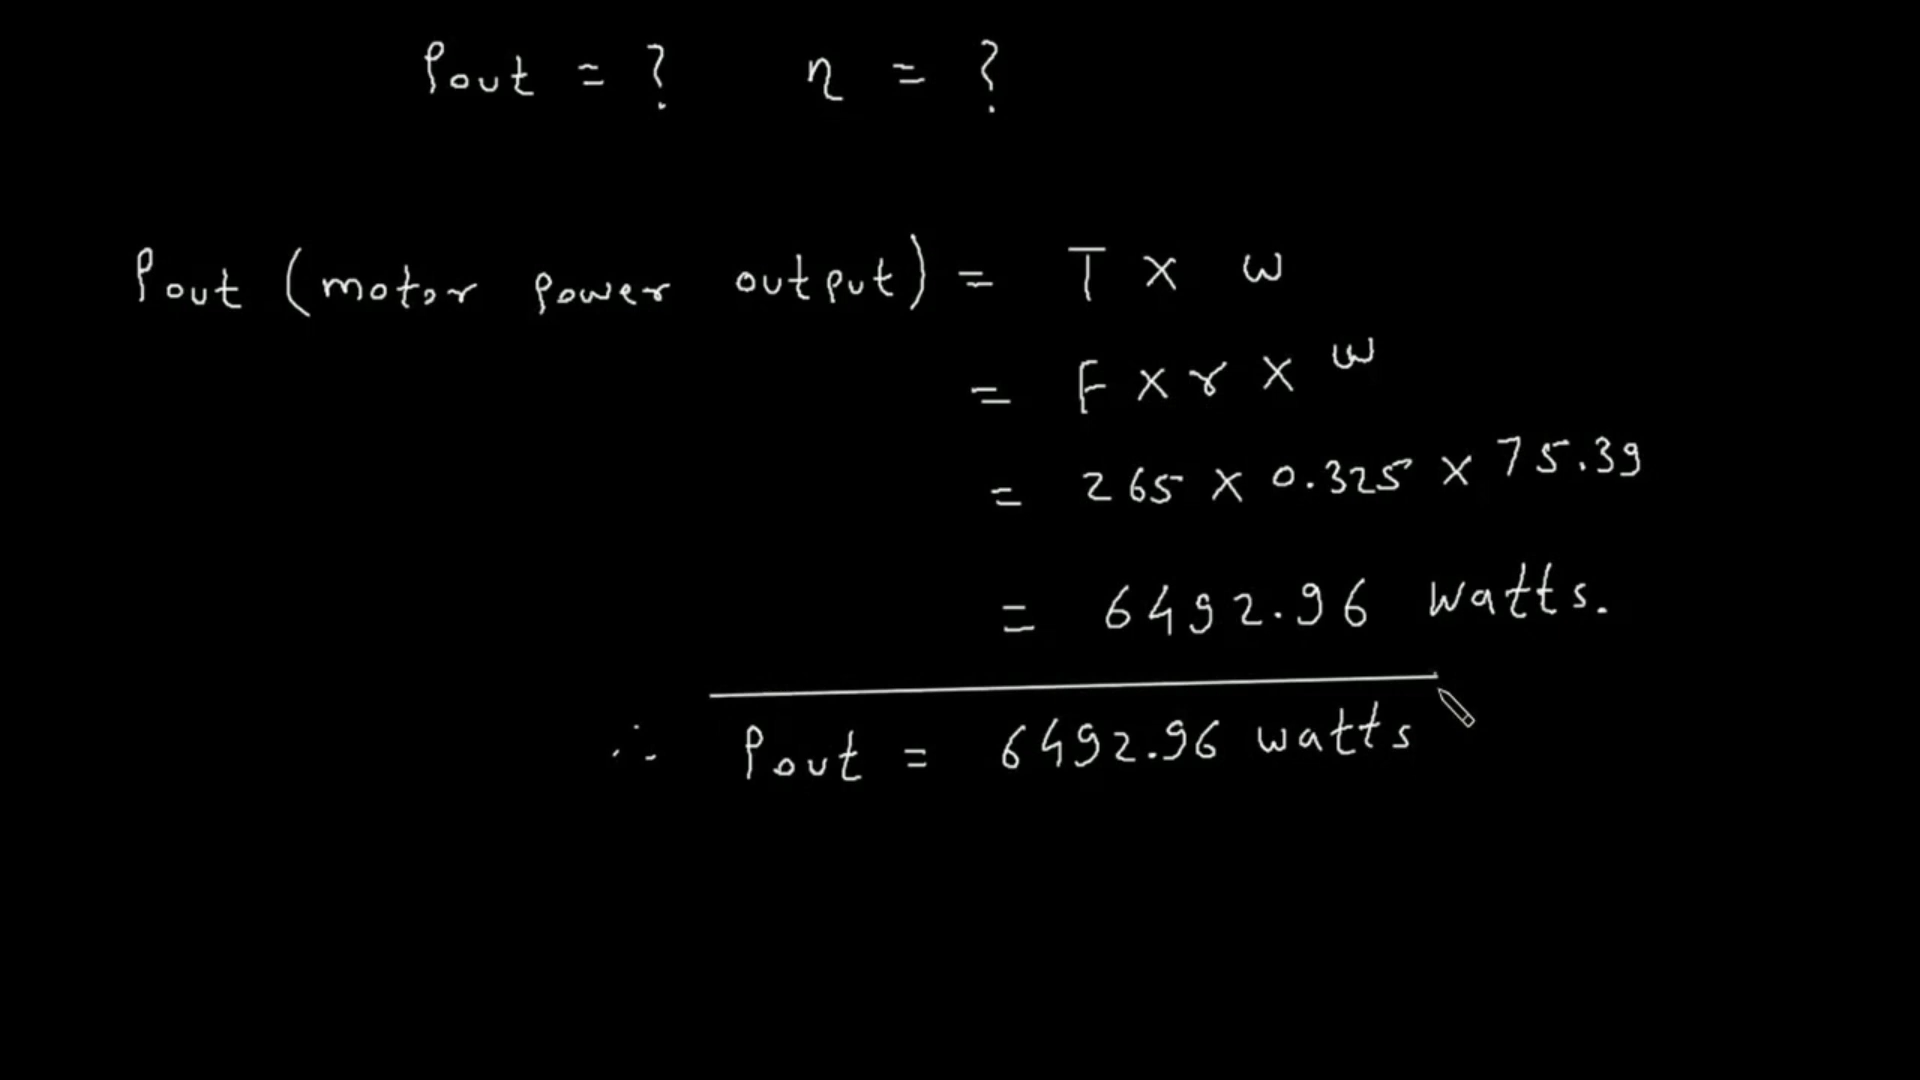 Pout = ? η = ?
Pout (motor power output) = T × ω
= F × r × ω
= 265 × 0.325 × 75.39
= 6492.96 watts.
∴ Pout = 6492.96 watts